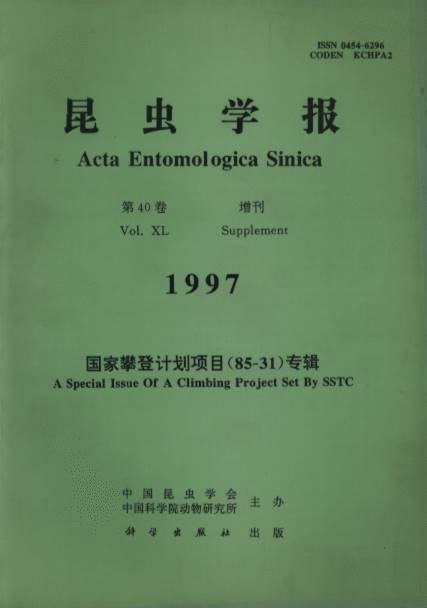 ISSN 0454-6296
CODEN KCHPA2
昆虫学报
Acta Entomologica Sinica
第40卷 增刊
Vol. XL Supplement
1997
国家攀登计划项目(85-31)专辑
A Special Issue Of A Climbing Project Set By SSTC
中国昆虫学会
中国科学院动物研究所 主办
科学出版社 出版